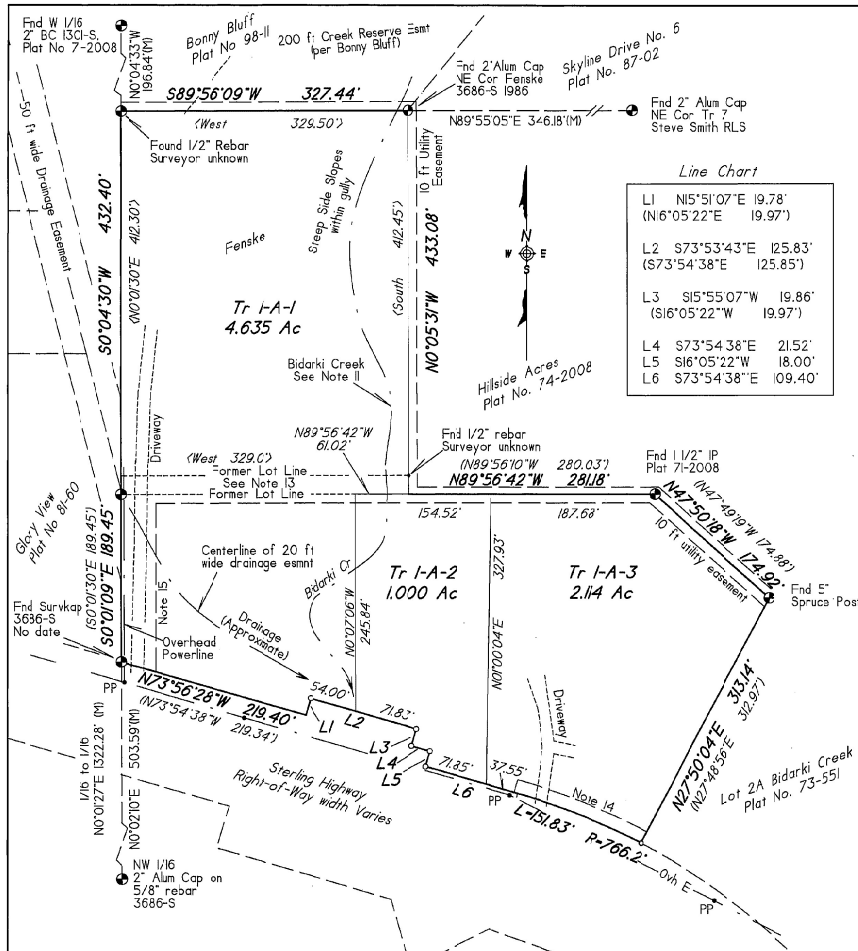 Fnd W 1/16
2" BC 1301-S,
Plat No 7-2008
N0°04'33"W
196.84'(M)
Bonny Bluff
Plat No 98-11
200 ft Creek Reserve Esmt
(per Bonny Bluff)
Skyline Drive No. 5
Plat No. 87-02
Fnd 2" Alum Cap
NE Cor Fenske
3686-S 1986
S89°56'09"W 327.44'
(West 329.50')
N89°55'05"E 346.18'(M)
Fnd 2" Alum Cap
NE Cor Tr 7
Steve Smith RLS
Found 1/2" Rebar
Surveyor unknown
50 ft wide Drainage Easement
10 ft Utility
Easement
Steep Side Slopes
within gully
Line Chart
L1 N15°51'07"E 19.78'
(N16°05'22"E 19.97')
L2 S73°53'43"E 125.83'
(S73°54'38"E 125.85')
L3 S15°55'07"W 19.86'
(S16°05'22"W 19.97')
L4 S73°54'38"E 21.52'
L5 S16°05'22"W 18.00'
L6 S73°54'38"E 109.40'
N
W E
S
S0°04'30"W 432.40'
(N0°01'30"E 412.30')
Fenske
Tr 1-A-1
4.635 Ac
(South 412.45')
N0°05'31"W 433.08'
Bidarki Creek
See Note 11
Hillside Acres
Plat No. 74-2008
Driveway
N89°56'42"W
61.02'
Fnd 1/2" rebar
Surveyor unknown
(West 329.0')
Former Lot Line
See Note 13
Former Lot Line
(N89°56'10"W 280.03')
N89°56'42"W 281.18'
Fnd 1 1/2" IP
Plat 71-2008
(N47°49'19"W 174.88')
N47°50'18"W 174.92'
10 ft utility easement
154.52'
187.68'
Glory View
Plat No 81-60
(S0°01'30"E 189.45')
S0°01'09"E 189.45'
Centerline of 20 ft
wide drainage esmnt
Note 15
Bidarki Cr
Tr 1-A-2
1.000 Ac
Tr 1-A-3
2.114 Ac
Fnd 5"
Spruce Post
Fnd Survkap
3686-S
No date
Overhead
Powerline
Drainage
(Approxmate)
N0°07'06"W
245.84'
N01°00'04"E 327.93'
PP
N73°56'28"W 219.40'
(N73°54'38"W 219.34')
54.00'
L1
L2
71.83'
L3
L4
L5
71.85'
L6
PP
37.55'
Driveway
Note 14
L=151.83' R=766.2'
N27°50'04"E 313.14'
(N27°48'56"E 312.97')
Lot 2A Bidarki Creek
Plat No. 73-551
Sterling Highway
Right-of-Way width Varies
1/16 to 1/16
N0°01'27"E 1322.28' (M)
N0°02'10"E 503.59'(M)
Ovh E
PP
NW 1/16
2" Alum Cap on
5/8" rebar
3686-S